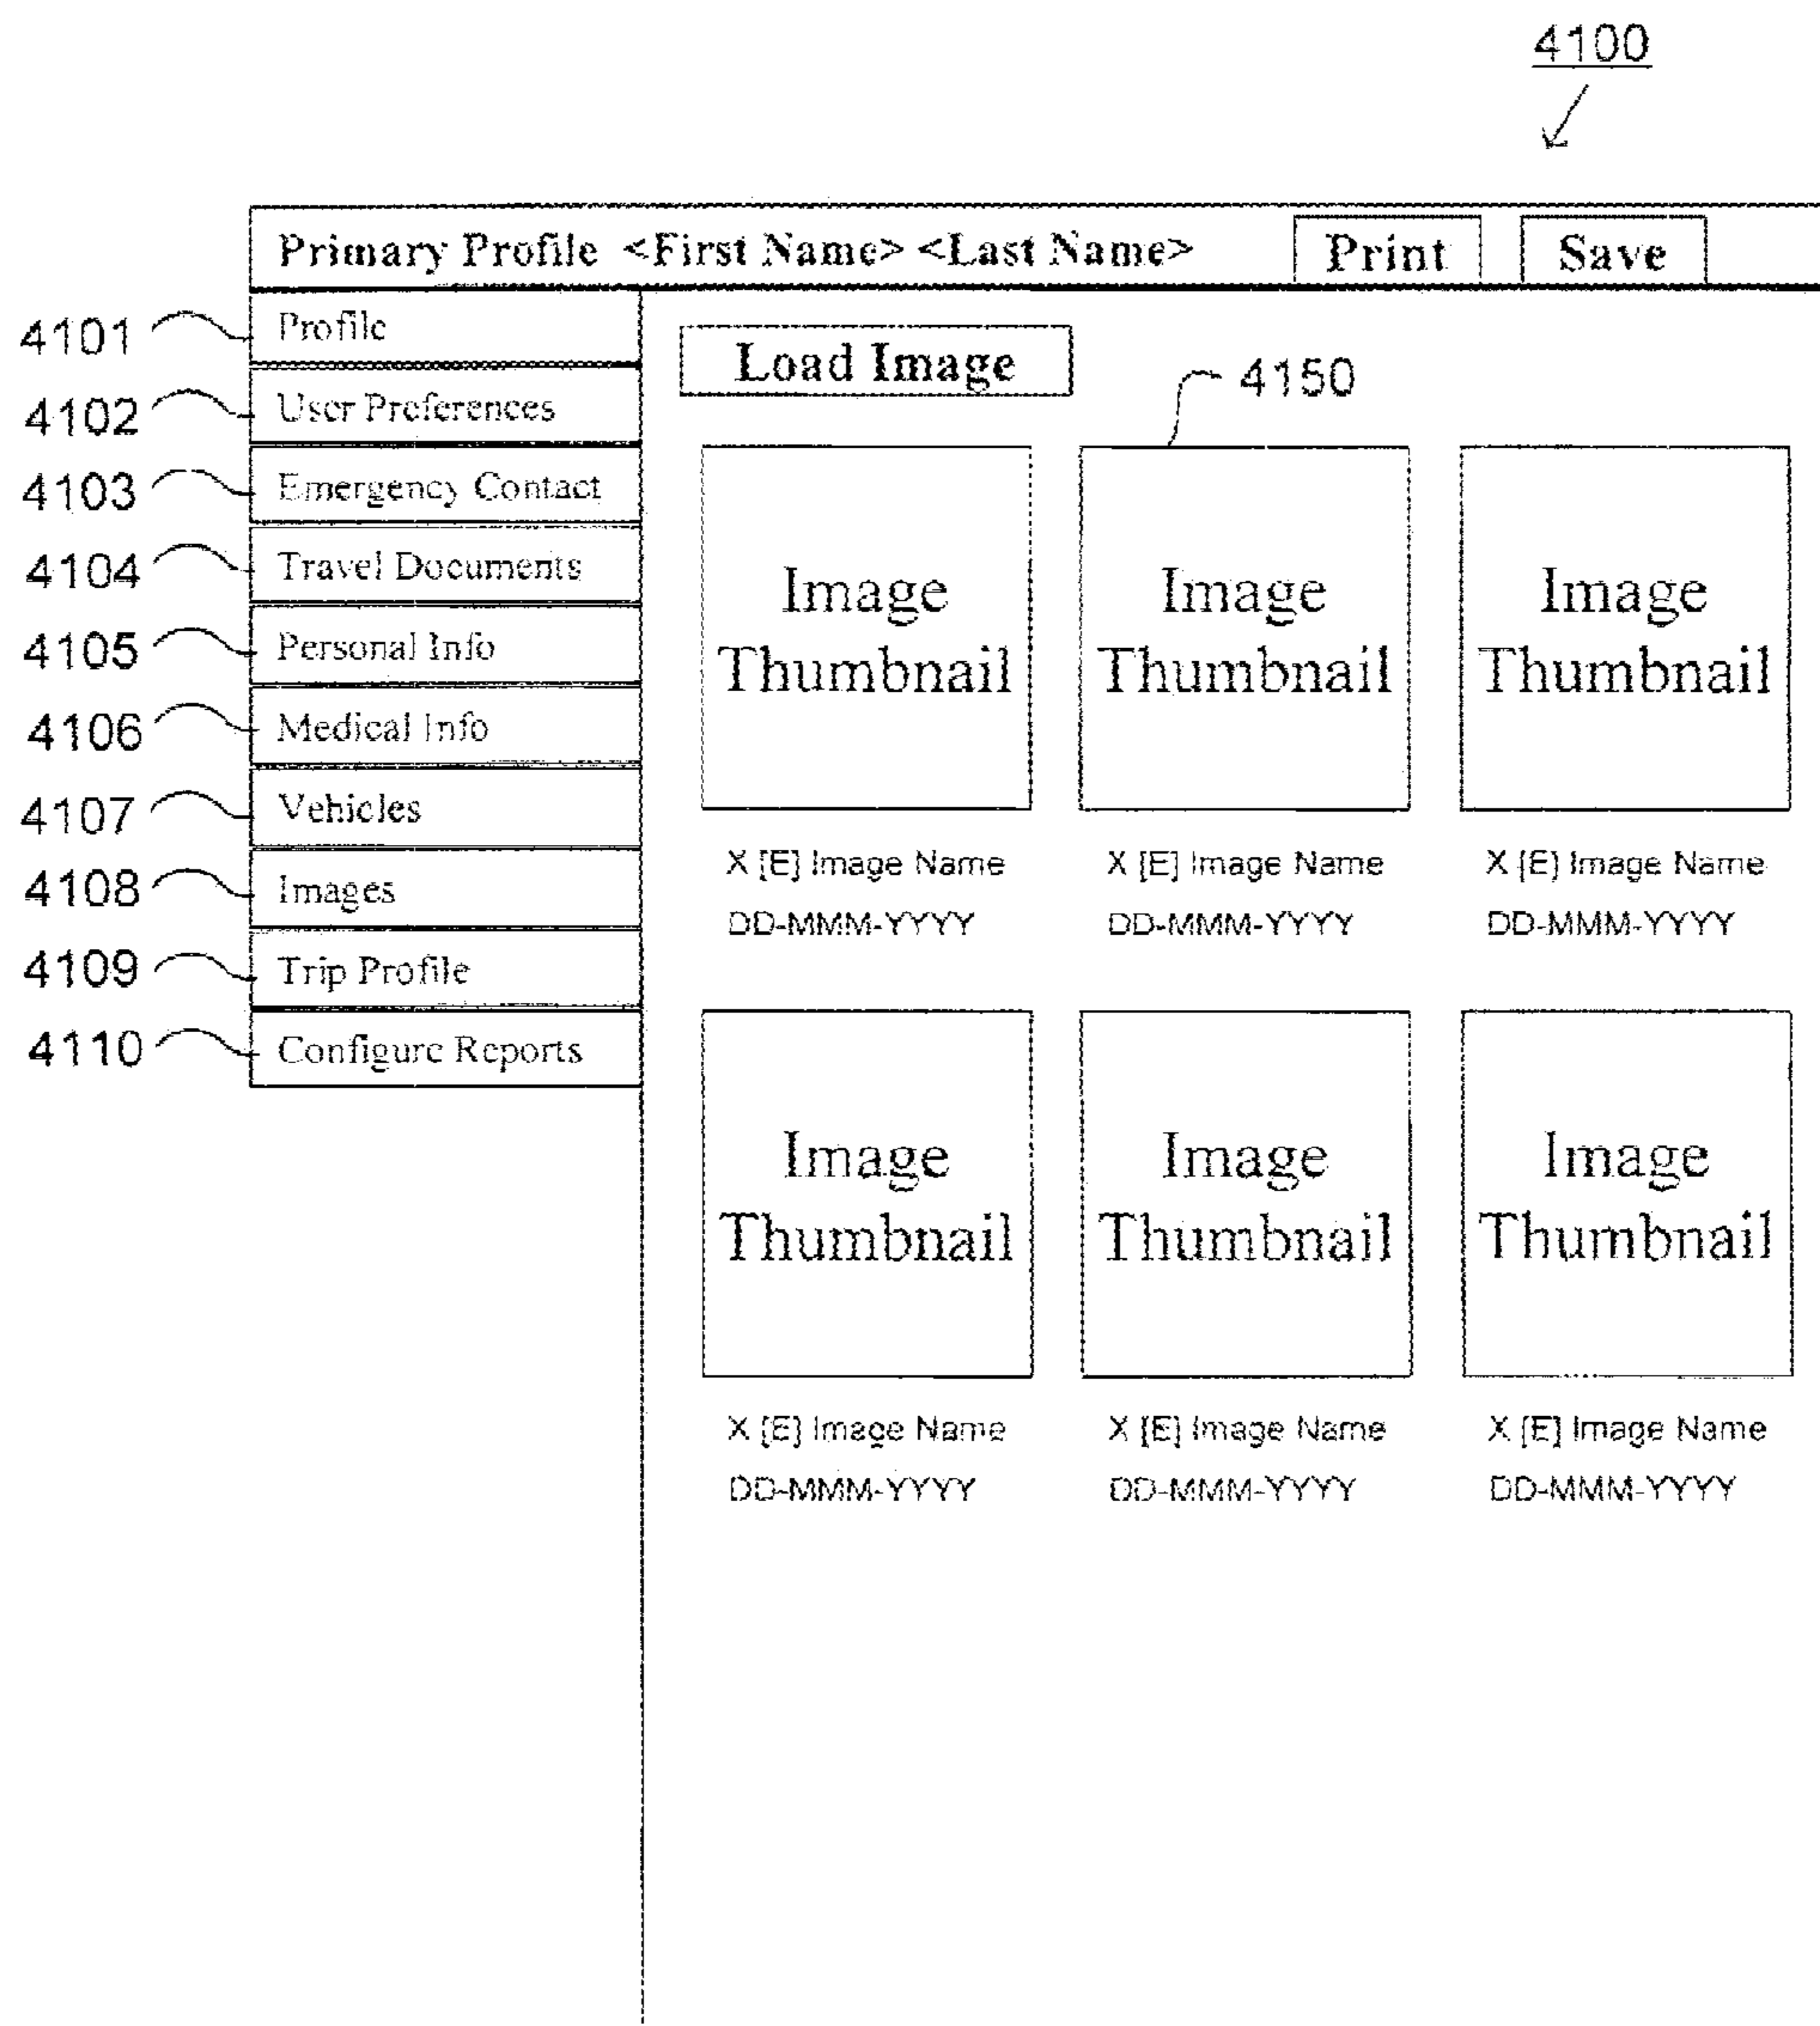 4100
Primary Profile <First Name> <Last Name> Print Save
4101 Profile
4102 User Preferences
4103 Emergency Contact
4104 Travel Documents
4105 Personal Info
4106 Medical Info
4107 Vehicles
4108 Images
4109 Trip Profile
4110 Configure Reports
Load Image
4150
Image Image Image
Thumbnail Thumbnail Thumbnail
X [E] Image Name X [E] Image Name X [E] Image Name
DD-MMM-YYYY DD-MMM-YYYY DD-MMM-YYYY
Image Image Image
Thumbnail Thumbnail Thumbnail
X [E] Image Name X [E] Image Name X [E] Image Name
DD-MMM-YYYY DD-MMM-YYYY DD-MMM-YYYY